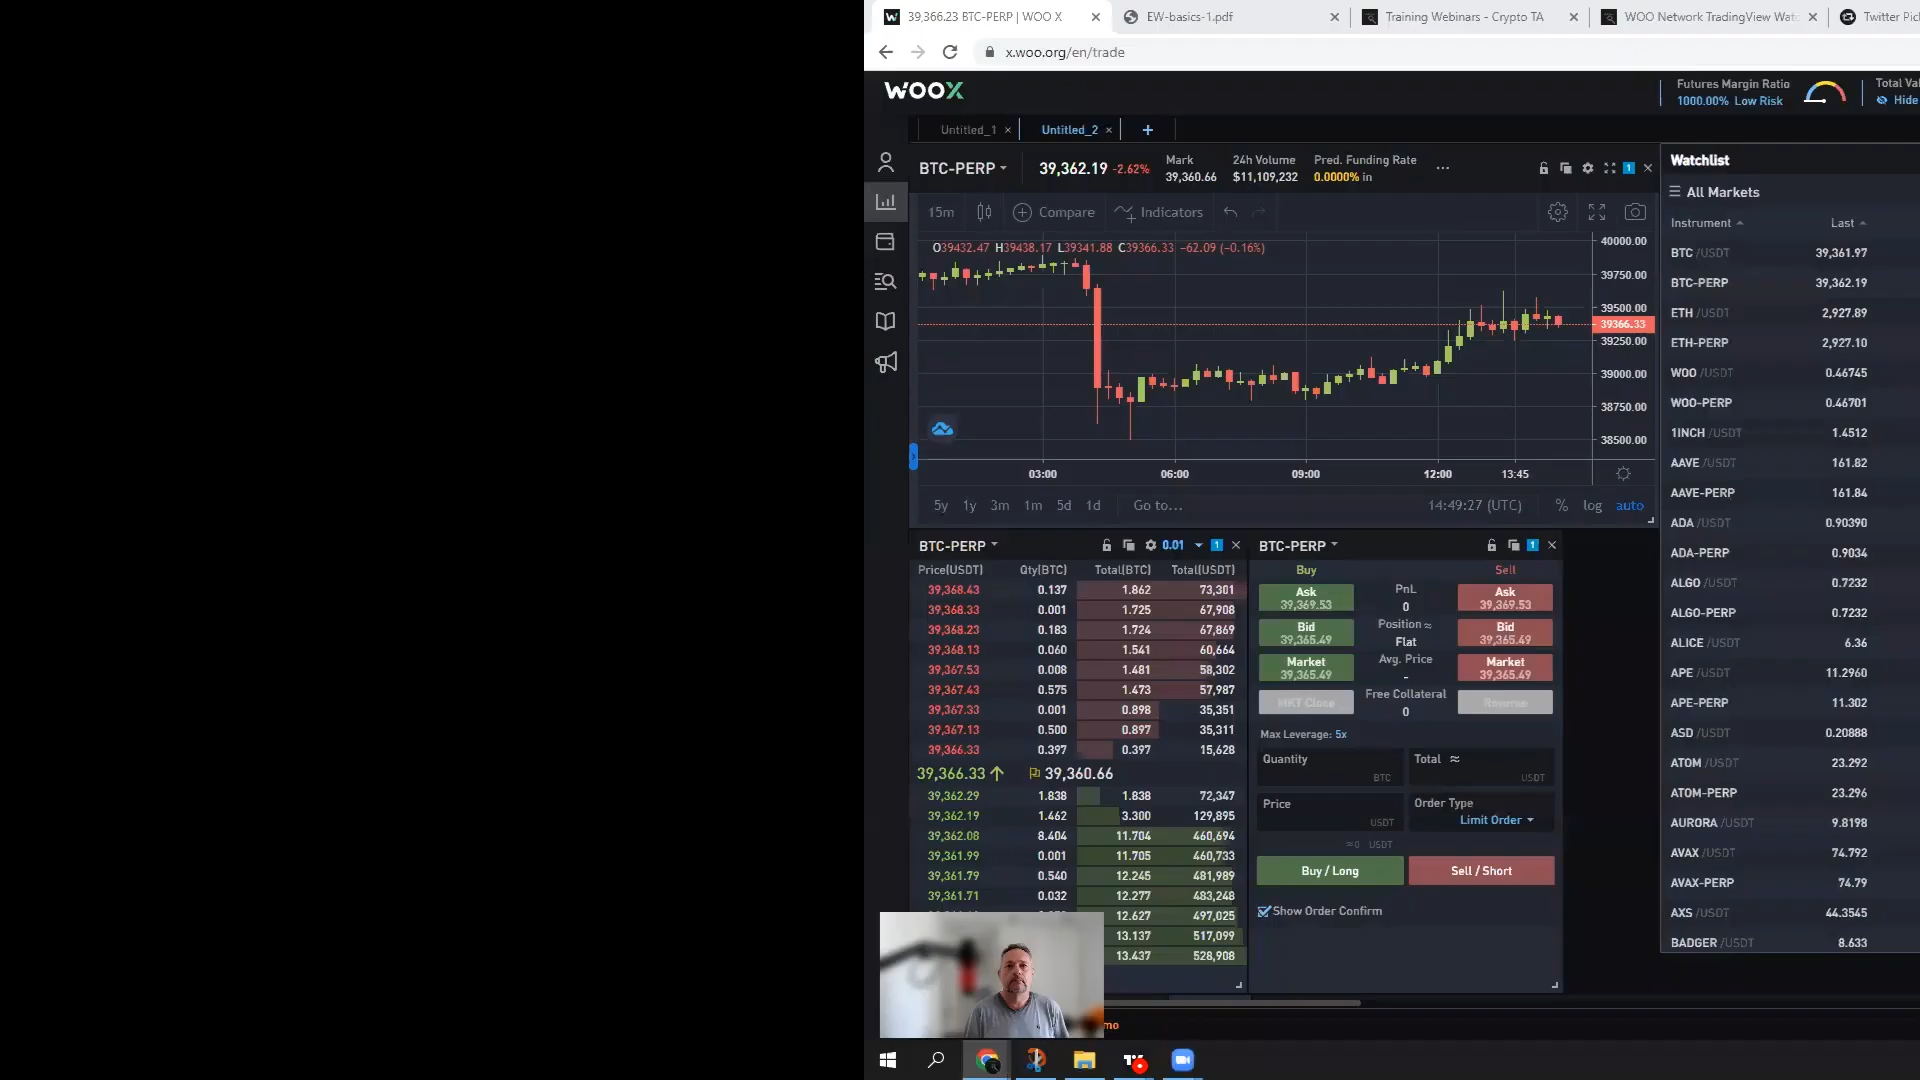 39,366.23 BTC-PERP | WOO X
EW-basics-1.pdf
Training Webinars - Crypto TA
WOO Network TradingView Wat
Twitter Pic
x.woo.org/en/trade
WOOX
Futures Margin Ratio
1000.00% Low Risk
Total Val
Hide
Untitled_1
Untitled_2
BTC-PERP
39,362.19 -2.62%
Mark
39,360.66
24h Volume
$11,109,232
Pred. Funding Rate
0.0000% in
1
15m
Compare
Indicators
O39432.47 H39438.17 L39341.88 C39366.33 −62.09 (−0.16%)
40000.00
39750.00
39500.00
39366.33
39250.00
39000.00
38750.00
38500.00
03:00 06:00 09:00 12:00 13:45
5y 1y 3m 1m 5d 1d Go to...
14:49:27 (UTC) % log auto
BTC-PERP
0.01
1
Price(USDT) Qty(BTC) Total(BTC) Total(USDT)
39,368.43 0.137 1.862 73,301
39,368.33 0.001 1.725 67,908
39,368.23 0.183 1.724 67,869
39,368.13 0.060 1.541 60,664
39,367.53 0.008 1.481 58,302
39,367.43 0.575 1.473 57,987
39,367.33 0.001 0.898 35,351
39,367.13 0.500 0.897 35,311
39,366.33 0.397 0.397 15,628
39,366.33 39,360.66
39,362.29 1.838 1.838 72,347
39,362.19 1.462 3.300 129,895
39,362.08 8.404 11.704 460,694
39,361.99 0.001 11.705 460,733
39,361.79 0.540 12.245 481,989
39,361.71 0.032 12.277 483,248
12.627 497,025
13.137 517,099
13.437 528,908
mo
BTC-PERP
1
Buy
Sell
Ask
39,369.53
PnL
0
Ask
39,369.53
Bid
39,365.49
Position ≈
Flat
Bid
39,365.49
Market
39,365.49
Avg. Price
-
Market
39,365.49
MKT Close
Free Collateral
0
Reverse
Max Leverage: 5x
Quantity
BTC
Total ≈
USDT
Price
USDT
Order Type
Limit Order
≈0 USDT
Buy / Long
Sell / Short
Show Order Confirm
Watchlist
All Markets
Instrument Last
BTC /USDT 39,361.97
BTC-PERP 39,362.19
ETH /USDT 2,927.89
ETH-PERP 2,927.10
WOO /USDT 0.46745
WOO-PERP 0.46701
1INCH /USDT 1.4512
AAVE /USDT 161.82
AAVE-PERP 161.84
ADA /USDT 0.90390
ADA-PERP 0.9034
ALGO /USDT 0.7232
ALGO-PERP 0.7232
ALICE /USDT 6.36
APE /USDT 11.2960
APE-PERP 11.302
ASD /USDT 0.20888
ATOM /USDT 23.292
ATOM-PERP 23.296
AURORA /USDT 9.8198
AVAX /USDT 74.792
AVAX-PERP 74.79
AXS /USDT 44.3545
BADGER /USDT 8.633